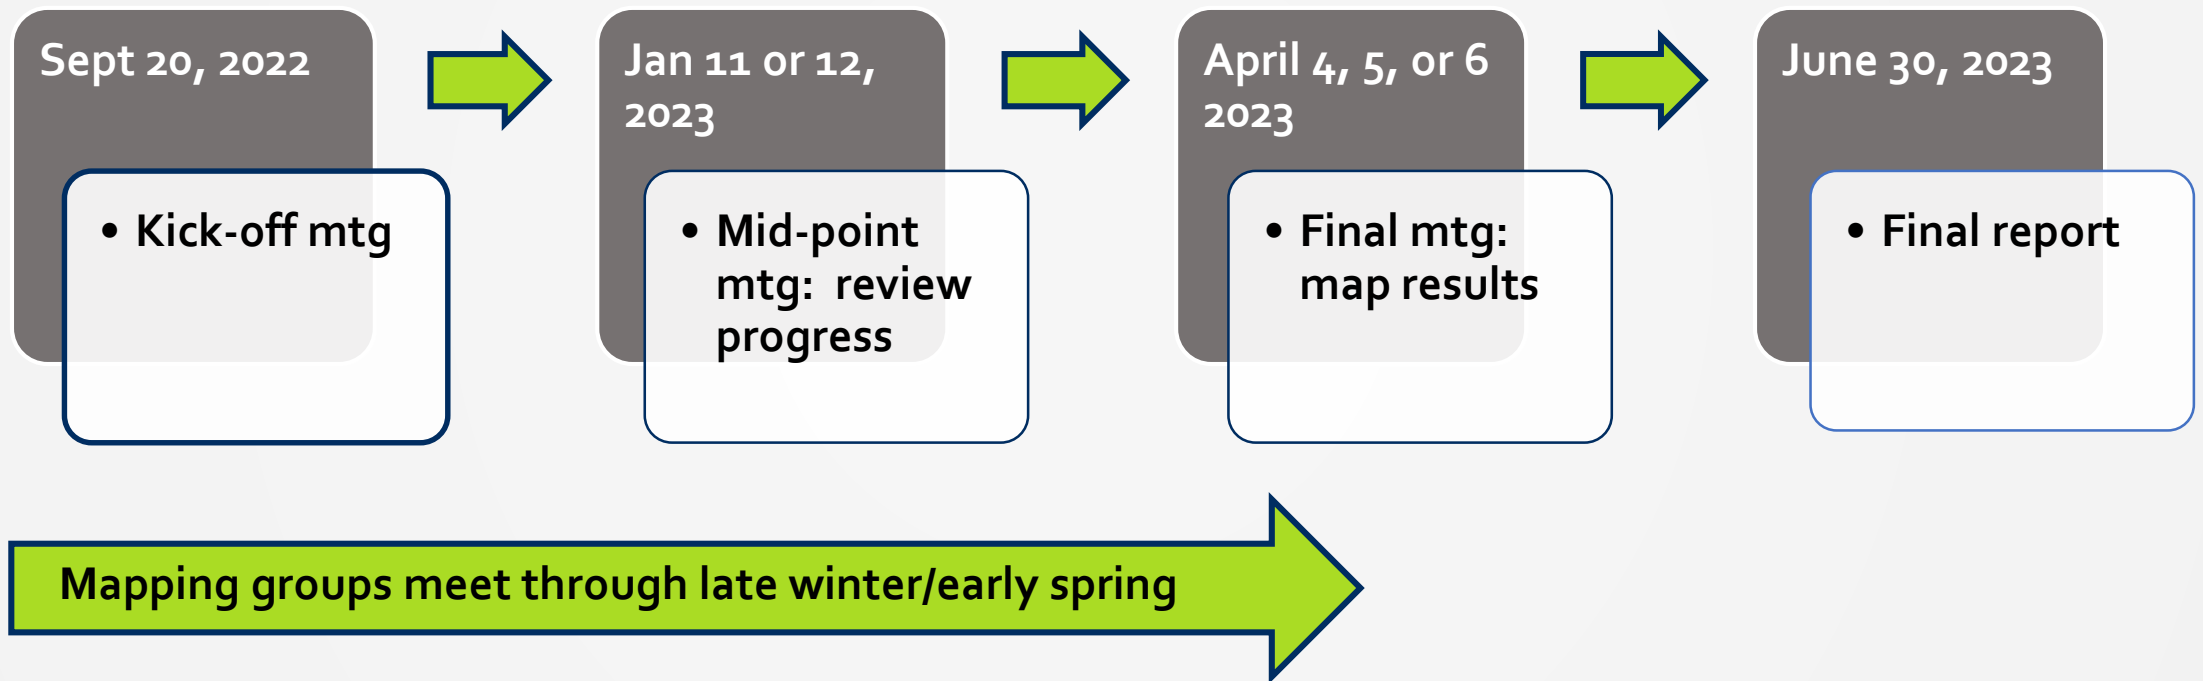 Sept 20, 2022
• Kick-off mtg
Jan 11 or 12,
2023
• Mid-point
mtg:  review
progress
April 4, 5, or 6
2023
• Final mtg:
map results
June 30, 2023
• Final report
Mapping groups meet through late winter/early spring